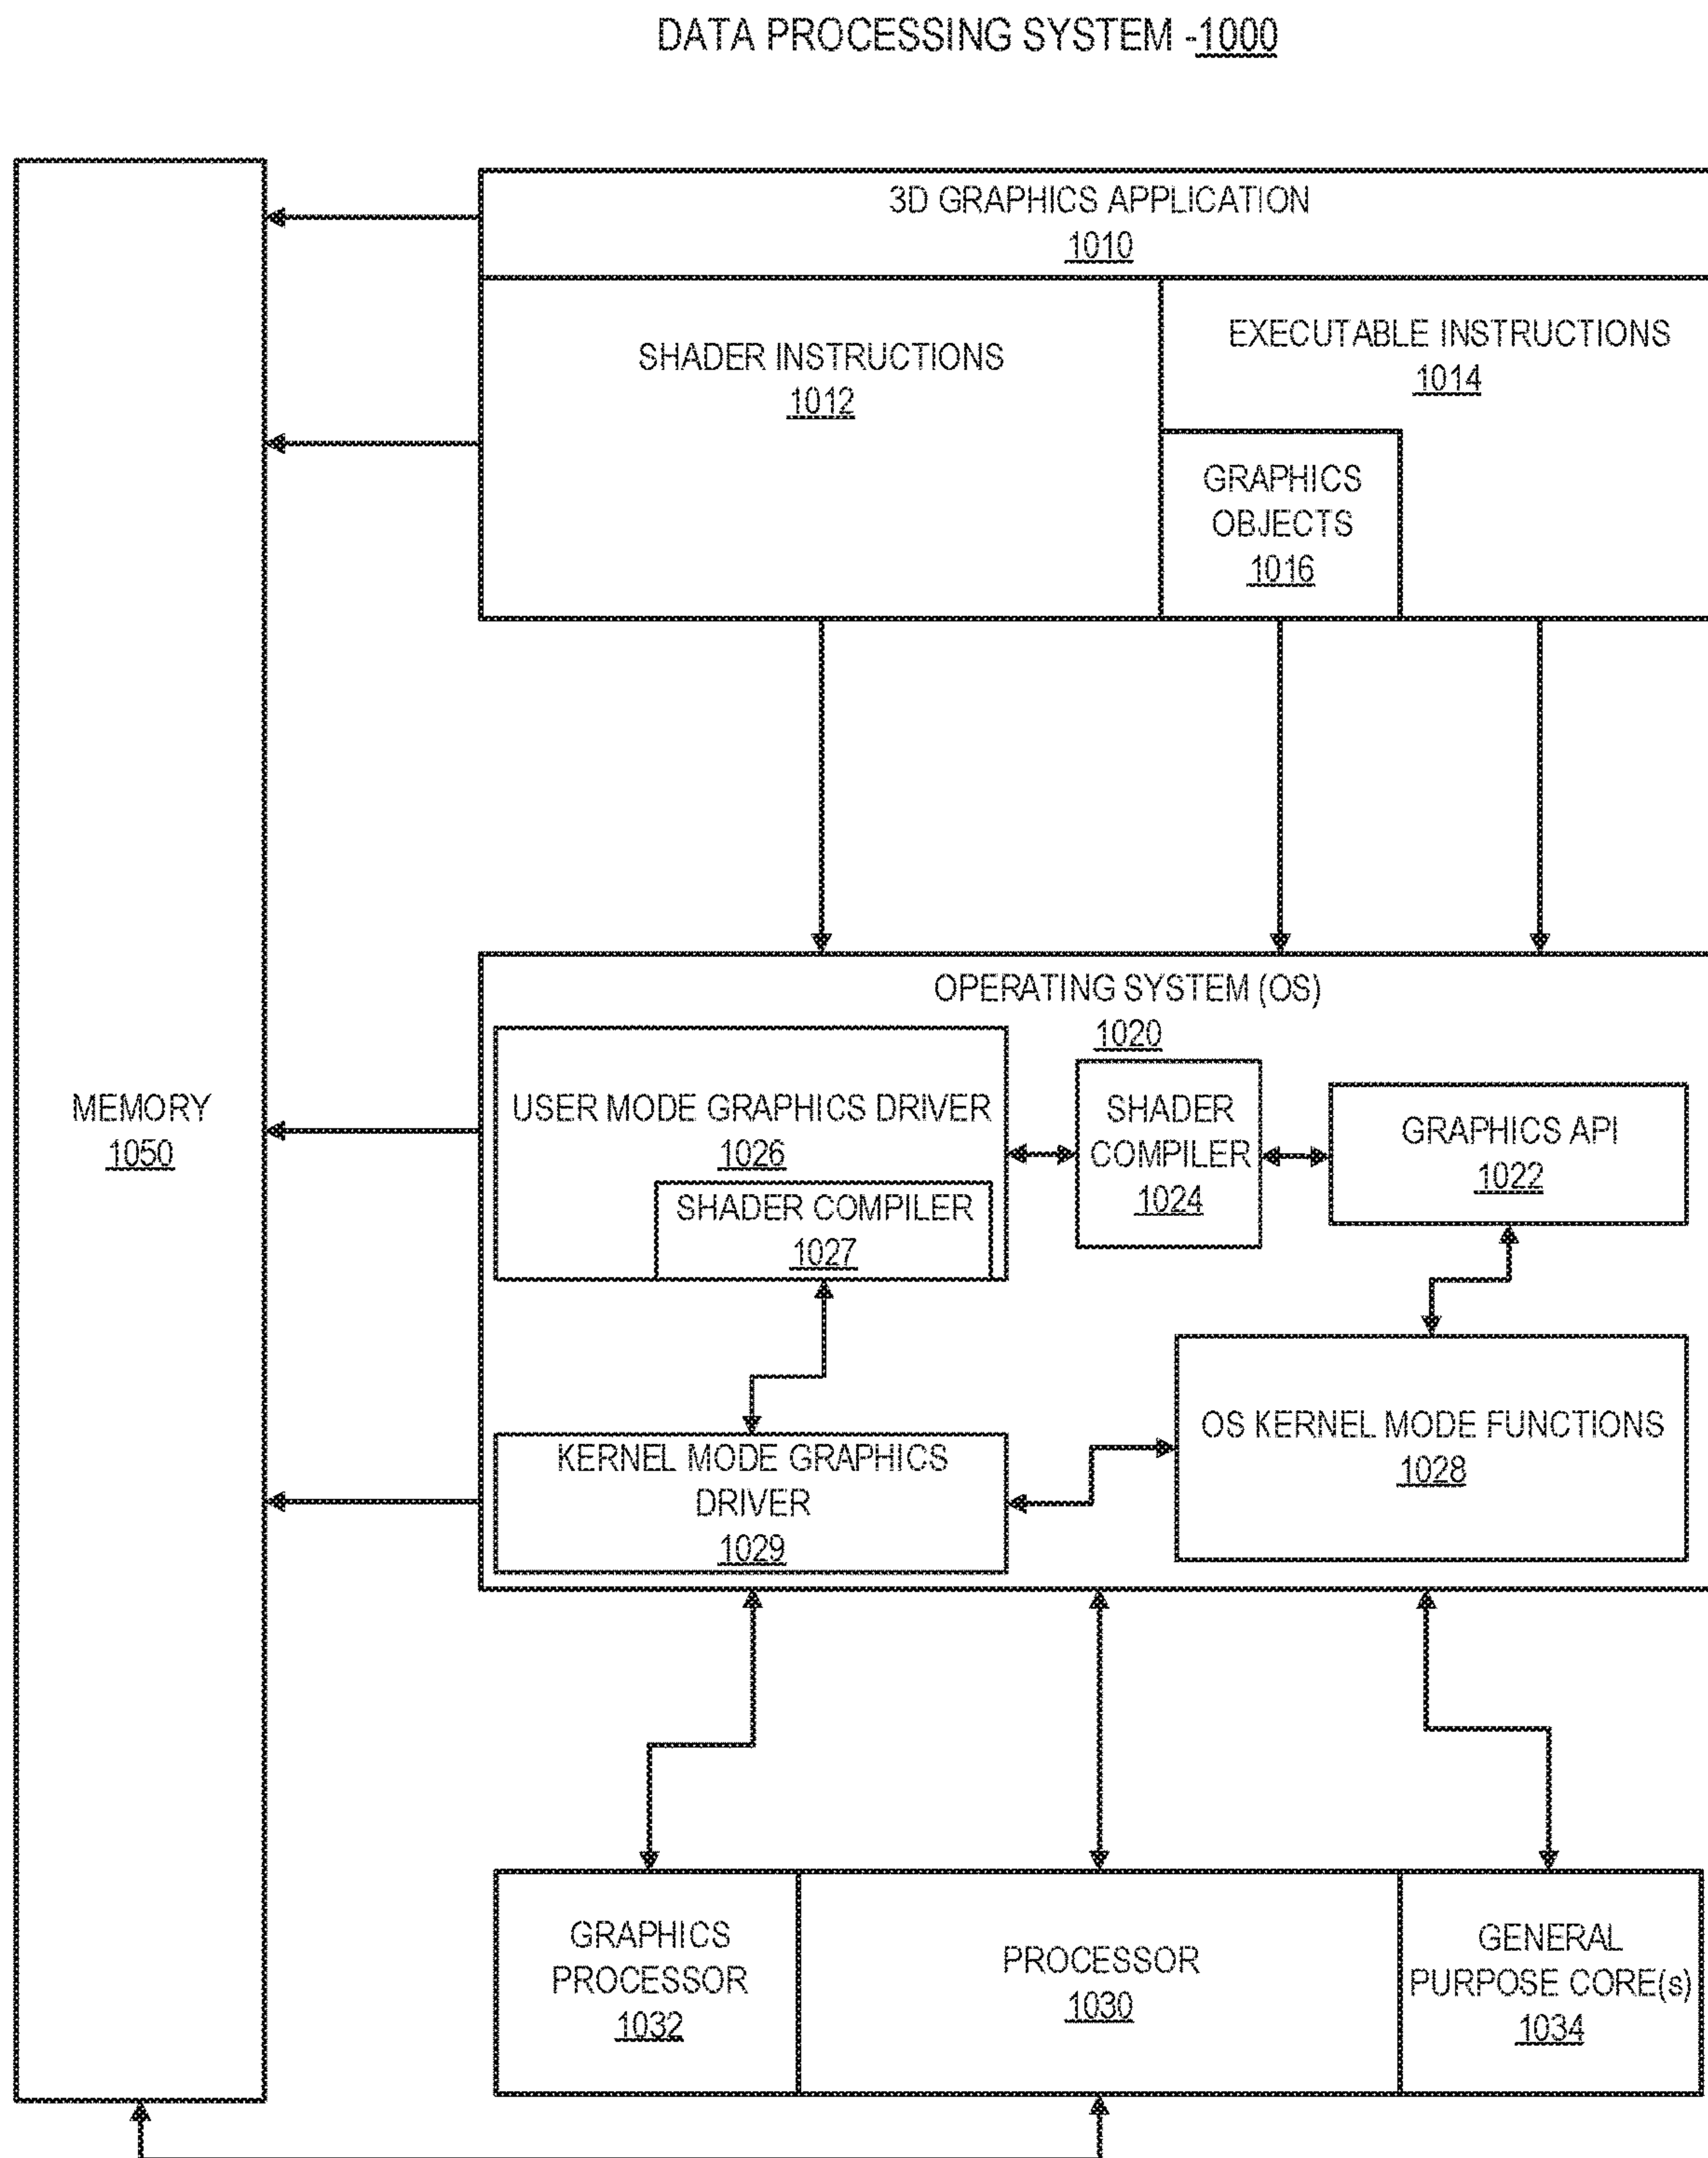 DATA PROCESSING SYSTEM -1000
3D GRAPHICS APPLICATION
1010
SHADER INSTRUCTIONS
1012
EXECUTABLE INSTRUCTIONS
1014
GRAPHICS
OBJECTS
1016
MEMORY
1050
OPERATING SYSTEM (OS)
1020
USER MODE GRAPHICS DRIVER
1026
SHADER COMPILER
1027
SHADER
COMPILER
1024
GRAPHICS API
1022
KERNEL MODE GRAPHICS
DRIVER
1029
OS KERNEL MODE FUNCTIONS
1028
GRAPHICS
PROCESSOR
1032
PROCESSOR
1030
GENERAL
PURPOSE CORE(s)
1034